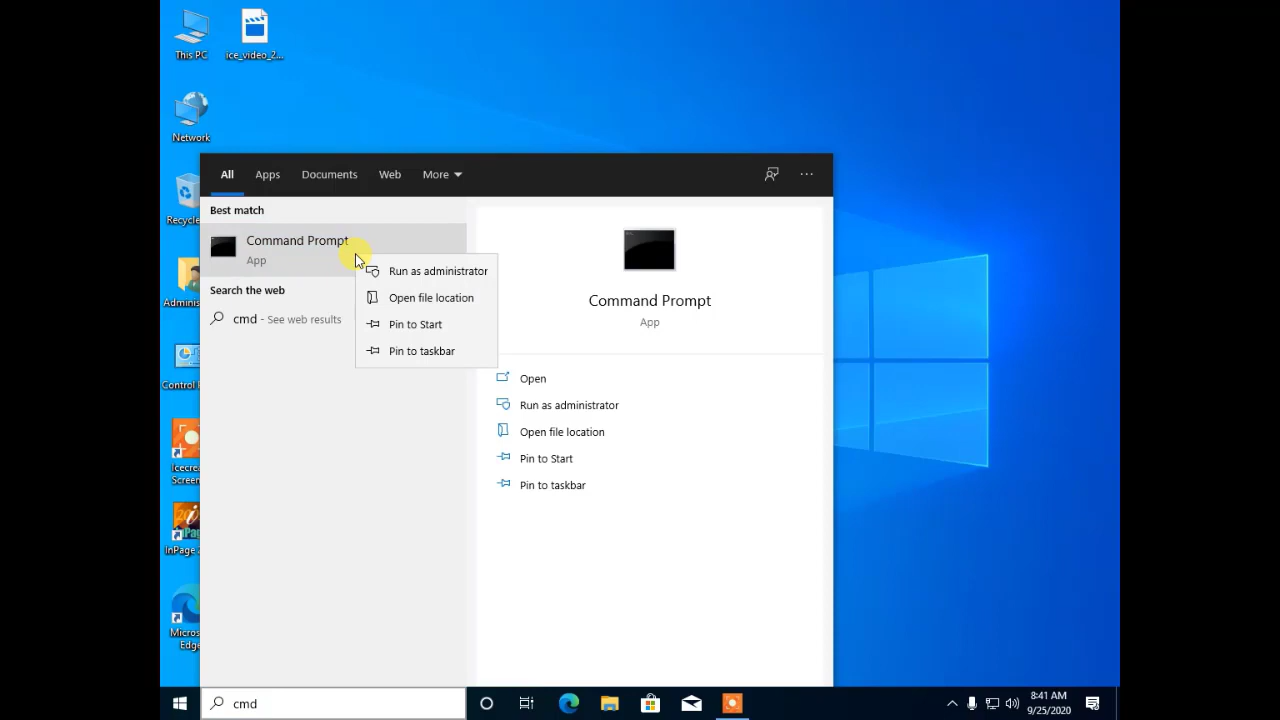 This PC
ice_video_2...
Network
All
Apps
Documents
Web
More
Best match
Recycle
Command Prompt
App
Run as administrator
Open file location
Pin to Start
Pin to taskbar
Search the web
cmd - See web results
Command Prompt
App
Open
Run as administrator
Open file location
Pin to Start
Pin to taskbar
Adminis
Control
Icecrea
Screen
InPage
Micros
Edge
cmd
8:41 AM
9/25/2020